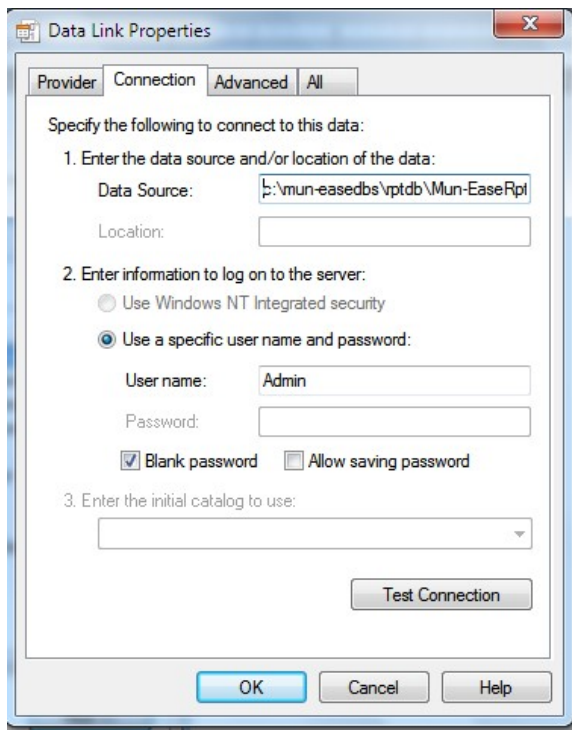 Data Link Properties
Provider Connection Advanced All
Specify the following to connect to this data:
1. Enter the data source and/or location of the data:
Data Source: c:\mun-easedbs\rptdb\Mun-EaseRpt
Location:
2. Enter information to log on to the server:
Use Windows NT Integrated security
Use a specific user name and password:
User name: Admin
Password:
Blank password Allow saving password
3. Enter the initial catalog to use:
Test Connection
OK Cancel Help